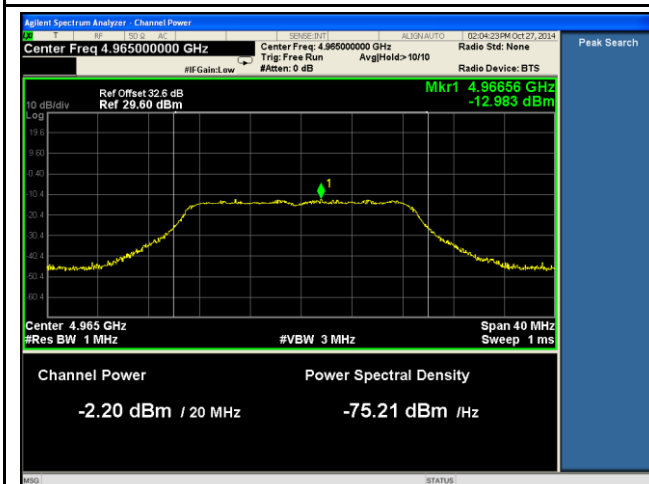 Agilent Spectrum Analyzer - Channel Power
T RF 50 Ω AC SENSE:INT ALIGN AUTO 02:04:23 PM Oct 27, 2014
Center Freq 4.965000000 GHz Center Freq: 4.965000000 GHz Radio Std: None
Trig: Free Run Avg|Hold:>10/10
#IFGain:Low #Atten: 0 dB Radio Device: BTS
Peak Search
Mkr1 4.96656 GHz
Ref Offset 32.6 dB
10 dB/div Ref 29.60 dBm -12.983 dBm
Log
19.6
9.60
-0.40
1
-10.4
-20.4
-30.4
-40.4
-50.4
-60.4
Center 4.965 GHz Span 40 MHz
#Res BW 1 MHz #VBW 3 MHz Sweep 1 ms
Channel Power Power Spectral Density
-2.20 dBm / 20 MHz -75.21 dBm /Hz
MSG STATUS